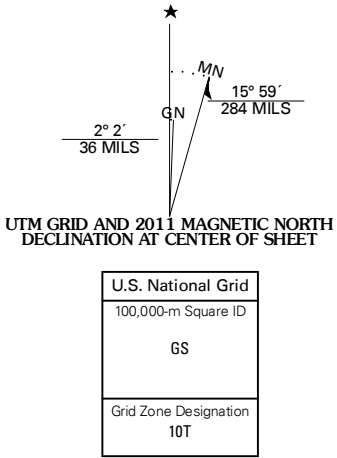 MN
GN
15° 59´
284 MILS
2° 2´
36 MILS
UTM GRID AND 2011 MAGNETIC NORTH
DECLINATION AT CENTER OF SHEET
U.S. National Grid
100,000-m Square ID
GS
Grid Zone Designation
10T